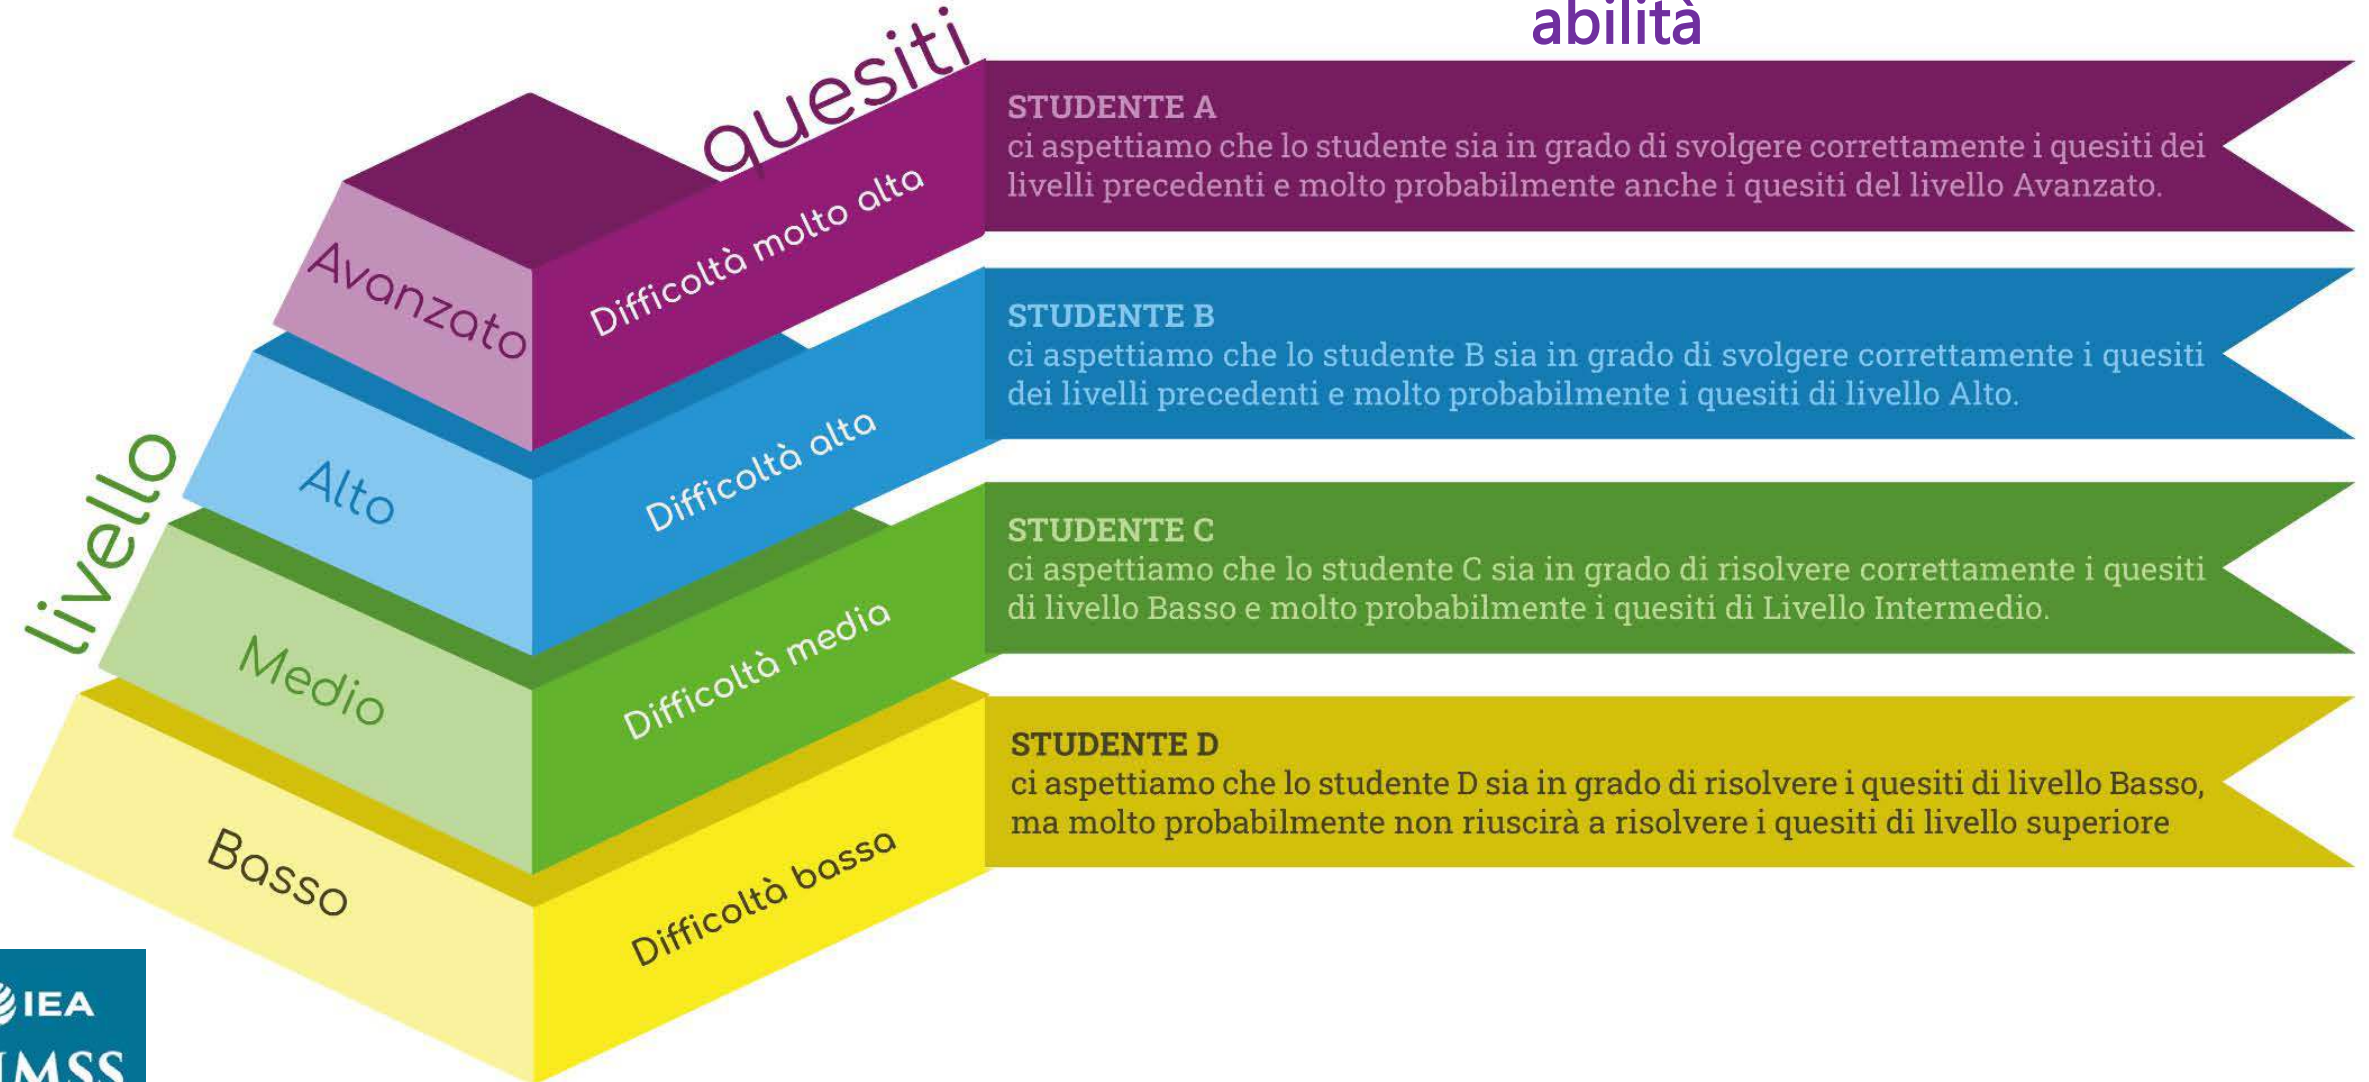 abilità
quesiti
livello
Avanzato
Difficoltà molto alta
STUDENTE A
ci aspettiamo che lo studente sia in grado di svolgere correttamente i quesiti dei
livelli precedenti e molto probabilmente anche i quesiti del livello Avanzato.
Alto
Difficoltà alta
STUDENTE B
ci aspettiamo che lo studente B sia in grado di svolgere correttamente i quesiti
dei livelli precedenti e molto probabilmente i quesiti di livello Alto.
Medio
Difficoltà media
STUDENTE C
ci aspettiamo che lo studente C sia in grado di risolvere correttamente i quesiti
di livello Basso e molto probabilmente i quesiti di Livello Intermedio.
Basso
Difficoltà bassa
STUDENTE D
ci aspettiamo che lo studente D sia in grado di risolvere i quesiti di livello Basso,
ma molto probabilmente non riuscirà a risolvere i quesiti di livello superiore
IEA